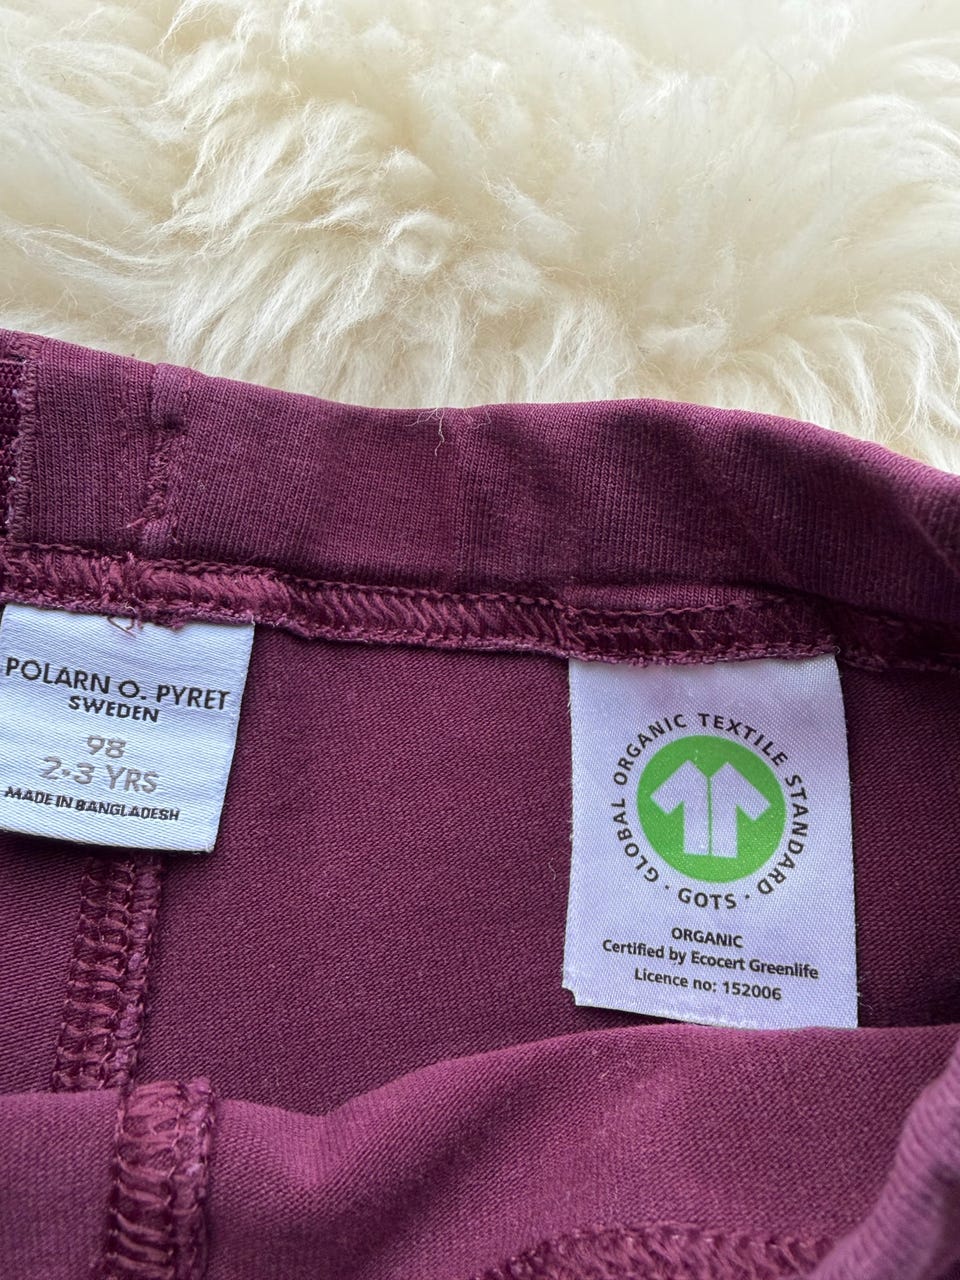 POLARN O. PYRET
SWEDEN
98
2-3 YRS
MADE IN BANGLADESH
GLOBAL ORGANIC TEXTILE STANDARD · GOTS ·
ORGANIC
Certified by Ecocert Greenlife
Licence no: 152006